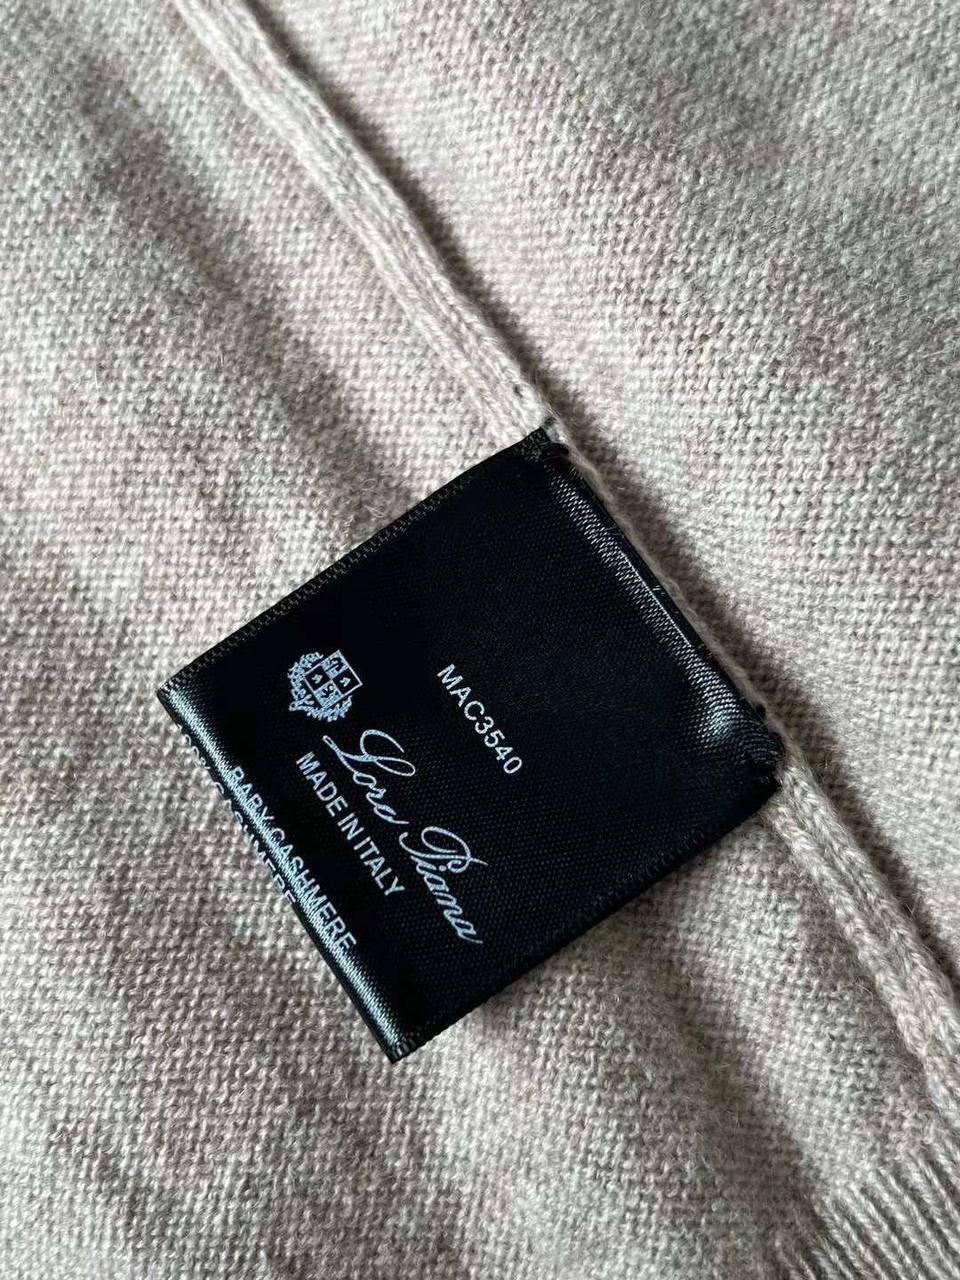 MAC3540
Loro Piana
MADE IN ITALY
BABY CASHMERE